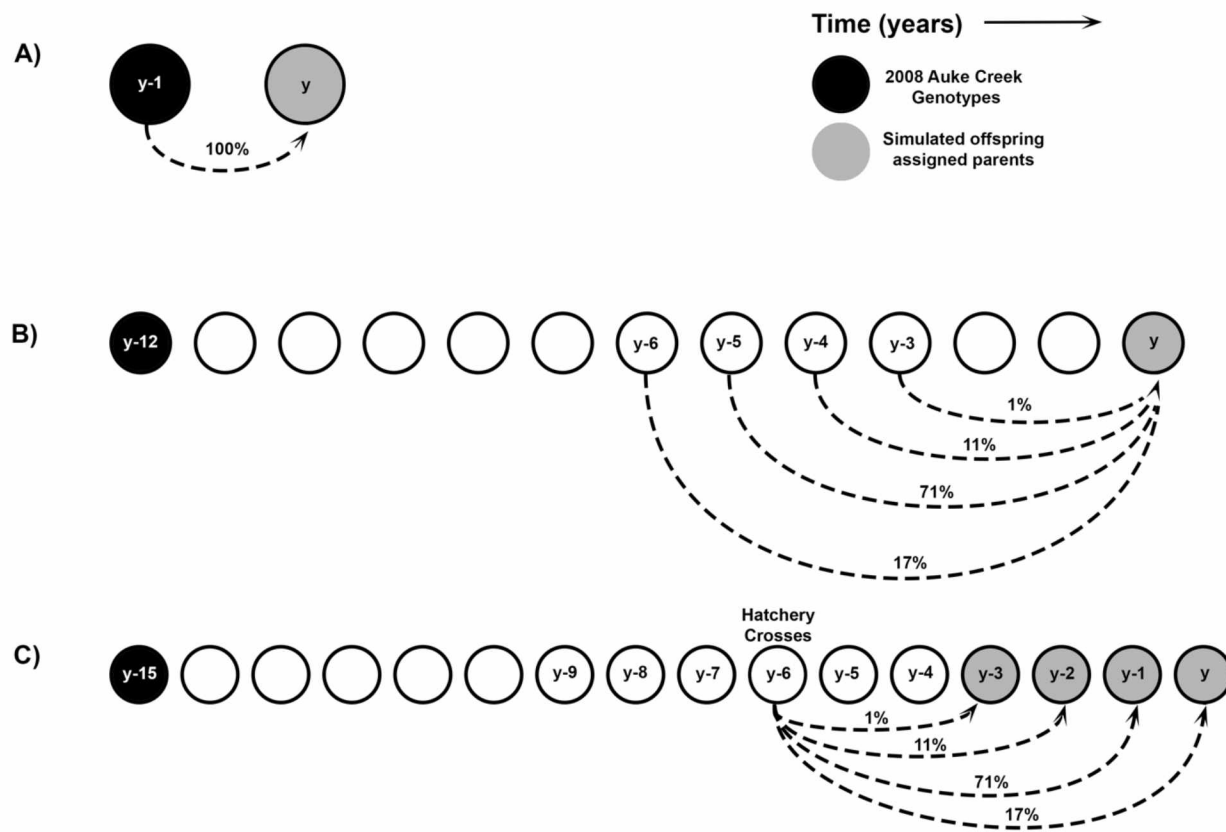 A)
y-1
y
100%
Time (years)
2008 Auke Creek
Genotypes
Simulated offspring
assigned parents
B)
y-12
y-6
y-5
y-4
y-3
y
1%
11%
71%
17%
C)
Hatchery
Crosses
y-15
y-9
y-8
y-7
y-6
y-5
y-4
y-3
y-2
y-1
y
1%
11%
71%
17%